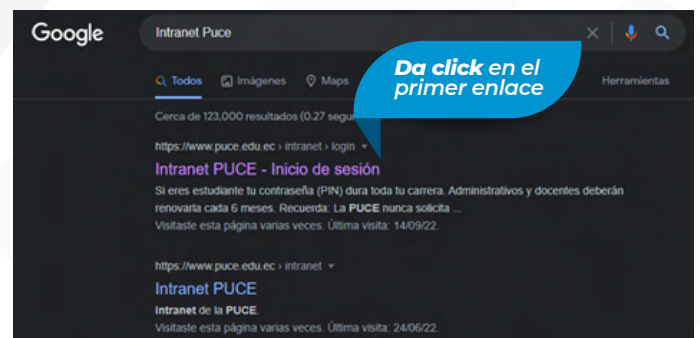 Google
Intranet Puce
Todos Imágenes Maps
Herramientas
Da click en el
primer enlace
Cerca de 123,000 resultados (0.27
https://www.puce.edu.ec › intranet › login
Intranet PUCE - Inicio de sesión
Si eres estudiante tu contraseña (PIN) dura toda tu carrera. Administrativos y docentes deberán
renovarla cada 6 meses. Recuerda: La PUCE nunca solicita ...
Visitaste esta página varias veces. Última visita: 14/09/22.
https://www.puce.edu.ec › intranet
Intranet PUCE
Intranet de la PUCE.
Visitaste esta página varias veces. Última visita: 24/06/22.